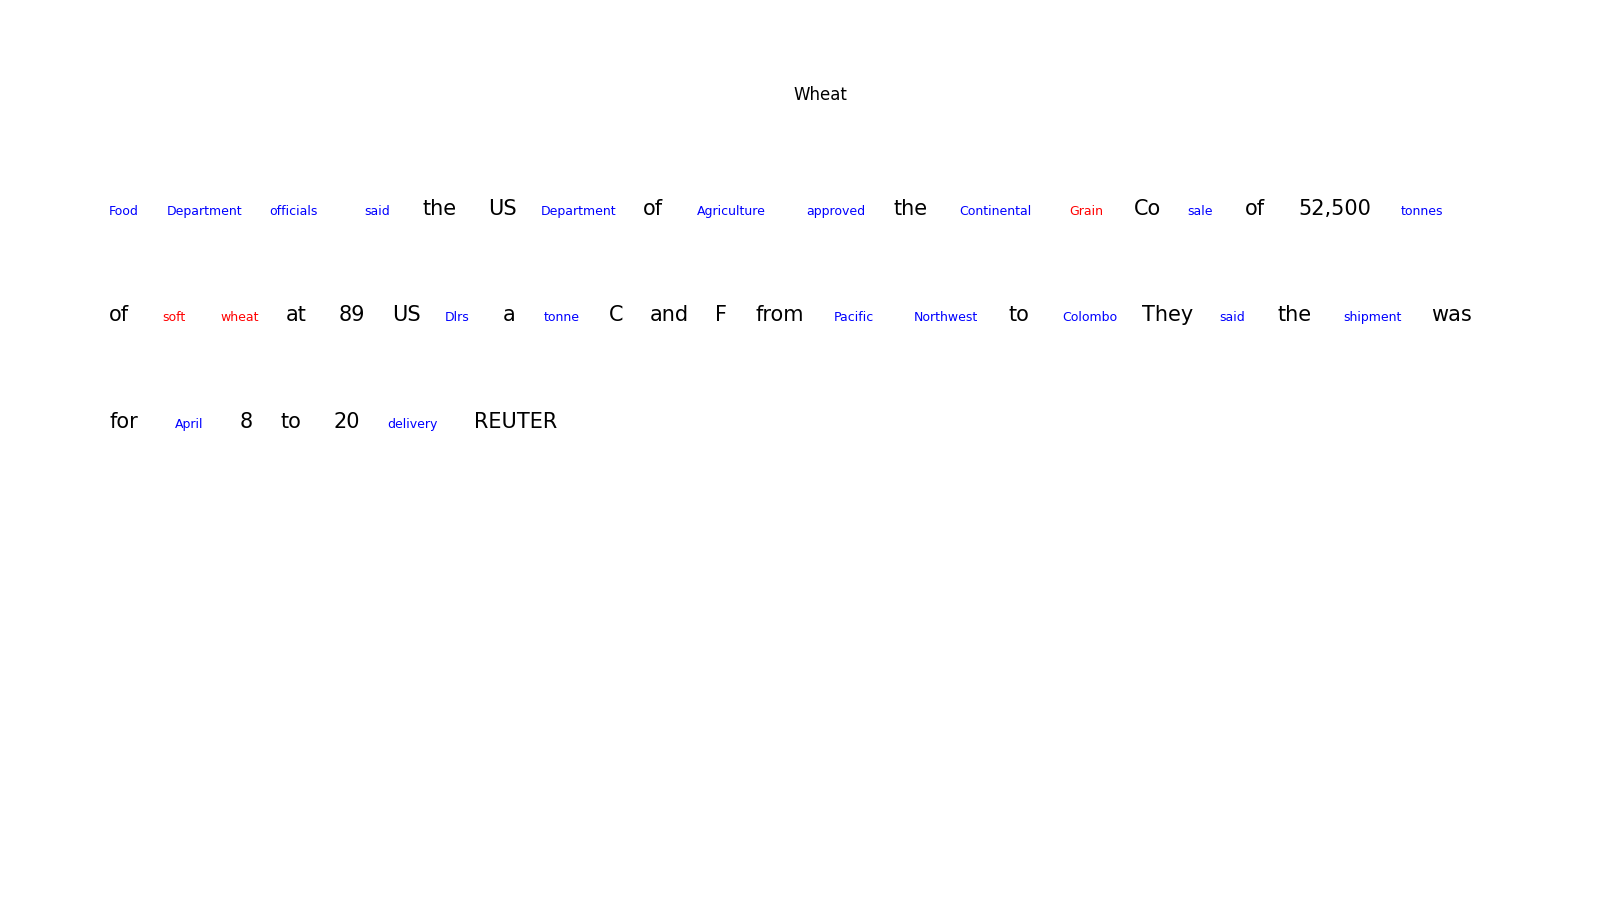 Wheat
Food Department officials said the US Department of Agriculture approved the Continental Grain Co sale of 52,500 tonnes
of soft wheat at 89 US Dlrs a tonne C and F from Pacific Northwest to Colombo They said the shipment was
for April 8 to 20 delivery REUTER